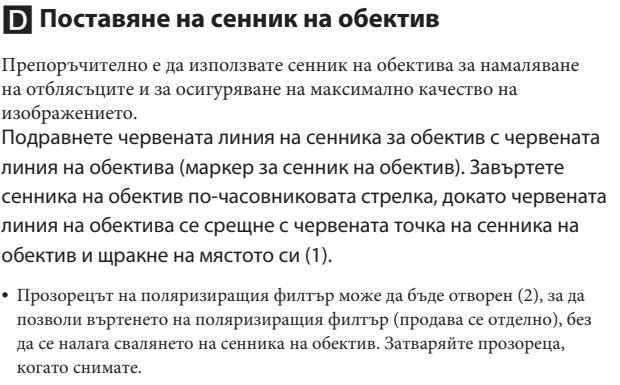 D Поставяне на сенник на обектив
Препоръчително е да използвате сенник на обектива за намаляване
на отблясъците и за осигуряване на максимално качество на
изображението.
Подравнете червената линия на сенника за обектив с червената
линия на обектива (маркер за сенник на обектив). Завъртете
сенника на обектив по-часовниковата стрелка, докато червената
линия на обектива се срещне с червената точка на сенника на
обектив и щракне на мястото си (1).
• Прозорецът на поляризиращия филтър може да бъде отворен (2), за да
позволи въртенето на поляризиращия филтър (продава се отделно), без
да се налага свалянето на сенника на обектив. Затваряйте прозореца,
когато снимате.